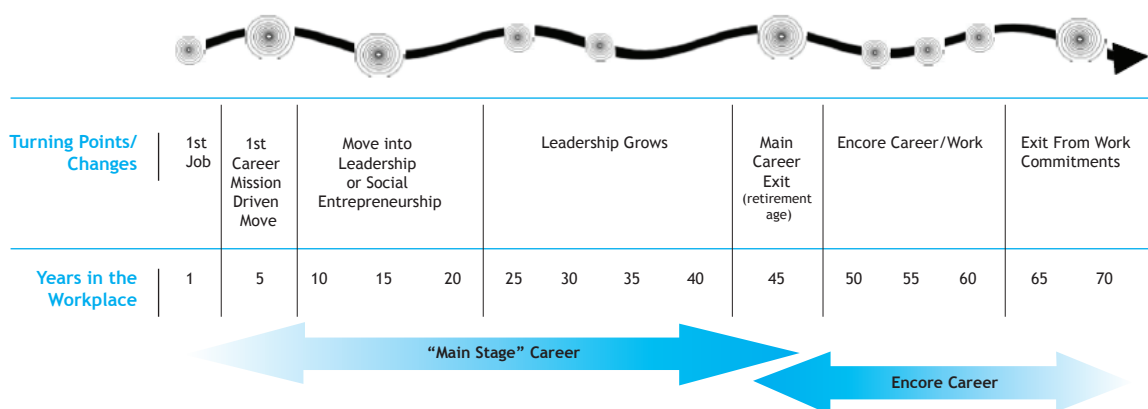 Turning Points/
Changes
1st
Job
1st
Career
Mission
Driven
Move
Move into
Leadership
or Social
Entrepreneurship
Leadership Grows
Main
Career
Exit
(retirement
age)
Encore Career/Work
Exit From Work
Commitments
Years in the
Workplace
1 5 10 15 20 25 30 35 40 45 50 55 60 65 70
“Main Stage” Career
Encore Career